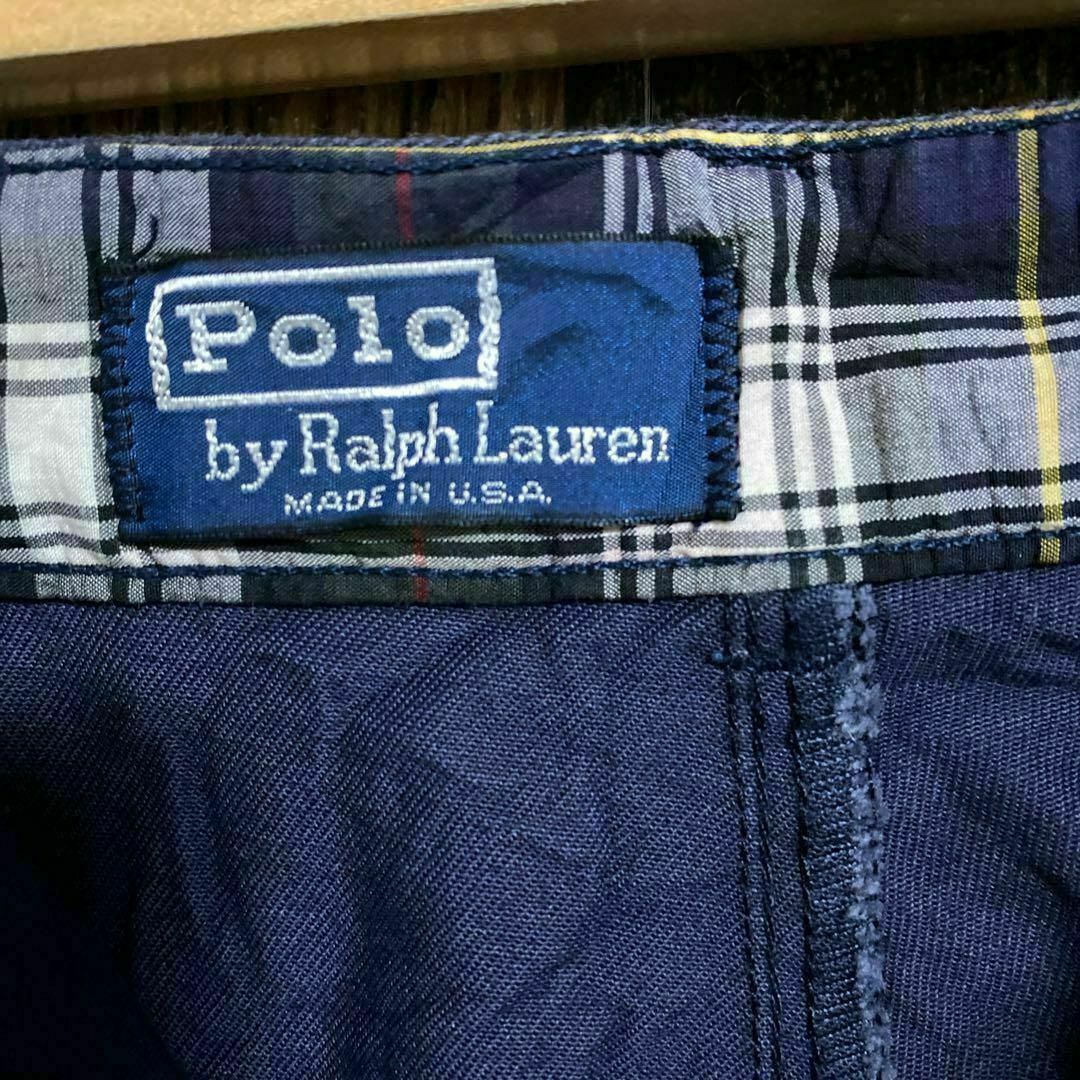 Polo
by Ralph Lauren
MADE IN U.S.A.